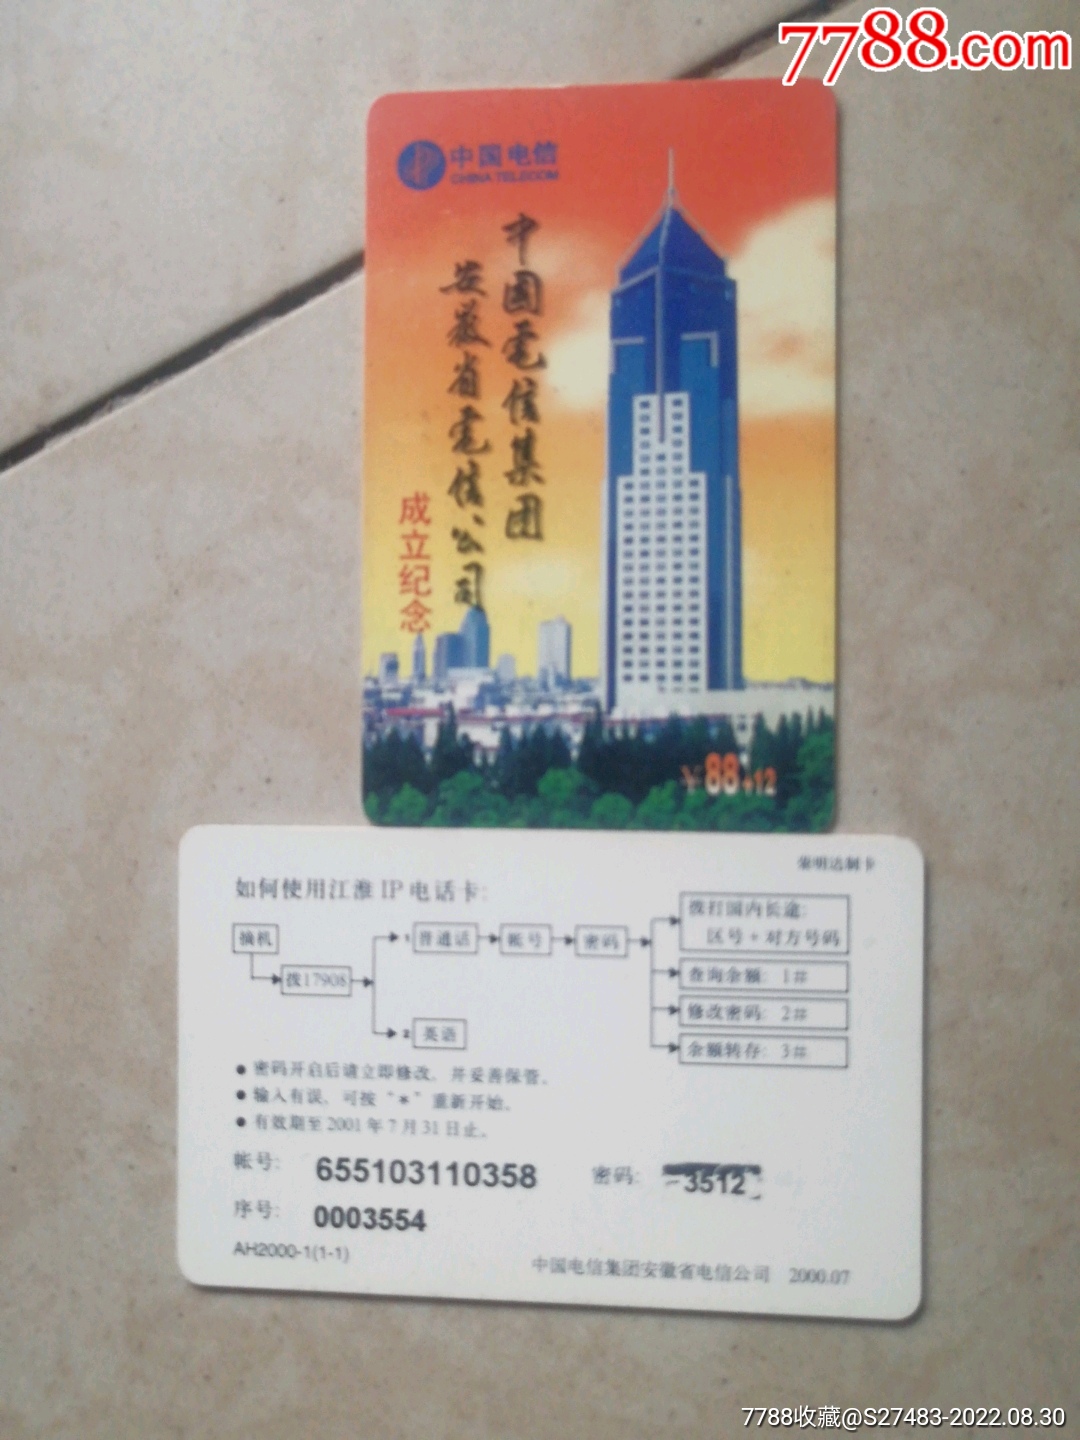 7788.com
中国电信
CHINA TELECOM
中国电信集团
安徽省电信公司
成立纪念
¥88+12
荣明达制卡
如何使用江淮IP电话卡:
摘机
拨17908
1 普通话
帐号
密码
拨打国内长途:
区号+对方号码
查询余额: 1#
修改密码: 2#
余额转存: 3#
2 英语
● 密码开启后请立即修改，并妥善保管。
● 输入有误，可按“*”重新开始。
● 有效期至2001年7月31日止。
帐号: 655103110358 密码: 3512
序号: 0003554
AH2000-1(1-1)
中国电信集团安徽省电信公司 2000.07
7788收藏@S27483-2022.08.30